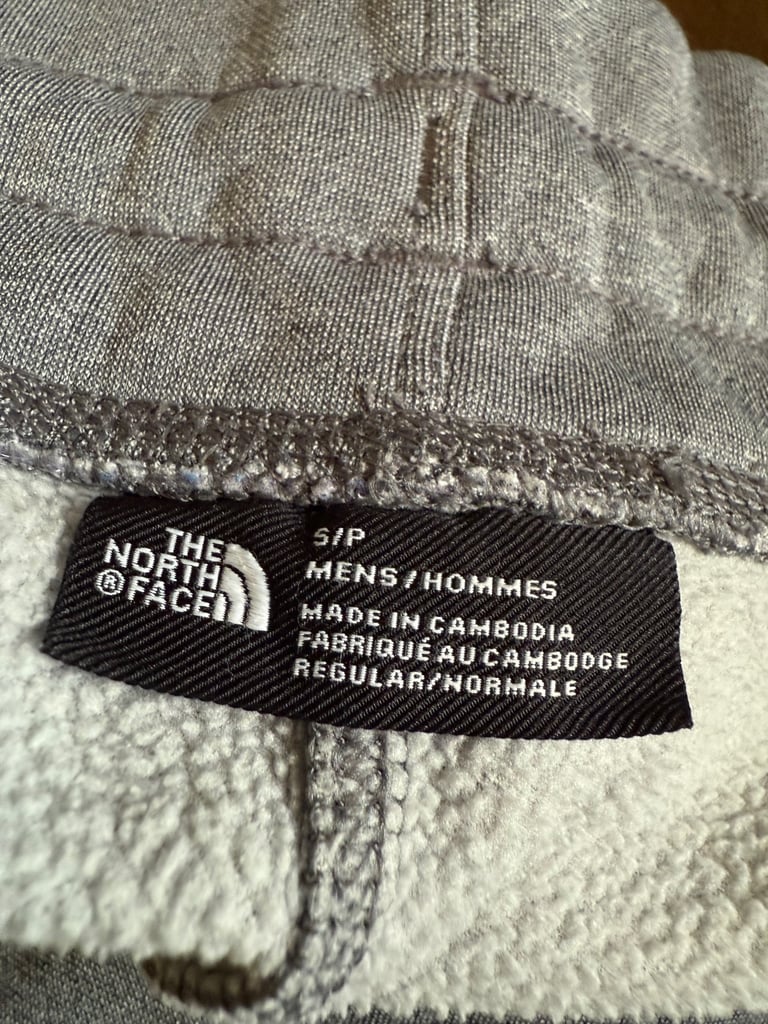 THE
NORTH
® FACE
S/P
MENS/HOMMES
MADE IN CAMBODIA
FABRIQUÉ AU CAMBODGE
REGULAR/NORMALE